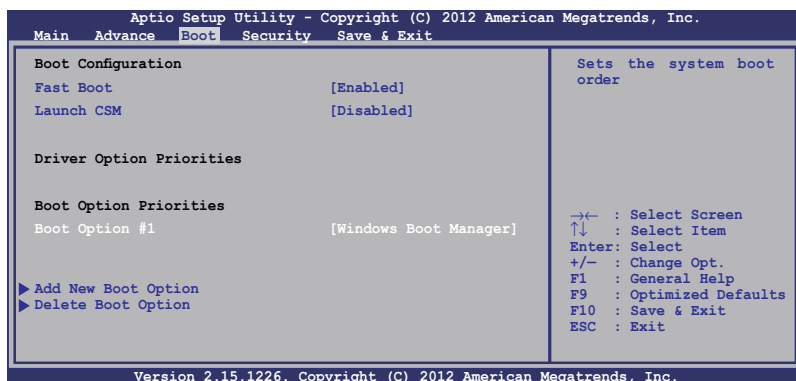 Aptio Setup Utility - Copyright (C) 2012 American Megatrends, Inc.
Main Advance Boot Security Save & Exit
Boot Configuration
Fast Boot [Enabled]
Launch CSM [Disabled]
Driver Option Priorities
Boot Option Priorities
Boot Option #1 [Windows Boot Manager]
Add New Boot Option
Delete Boot Option
Sets the system boot
order
→← : Select Screen
↑↓ : Select Item
Enter: Select
+/— : Change Opt.
F1 : General Help
F9 : Optimized Defaults
F10 : Save & Exit
ESC : Exit
Version 2.15.1226. Copyright (C) 2012 American Megatrends, Inc.